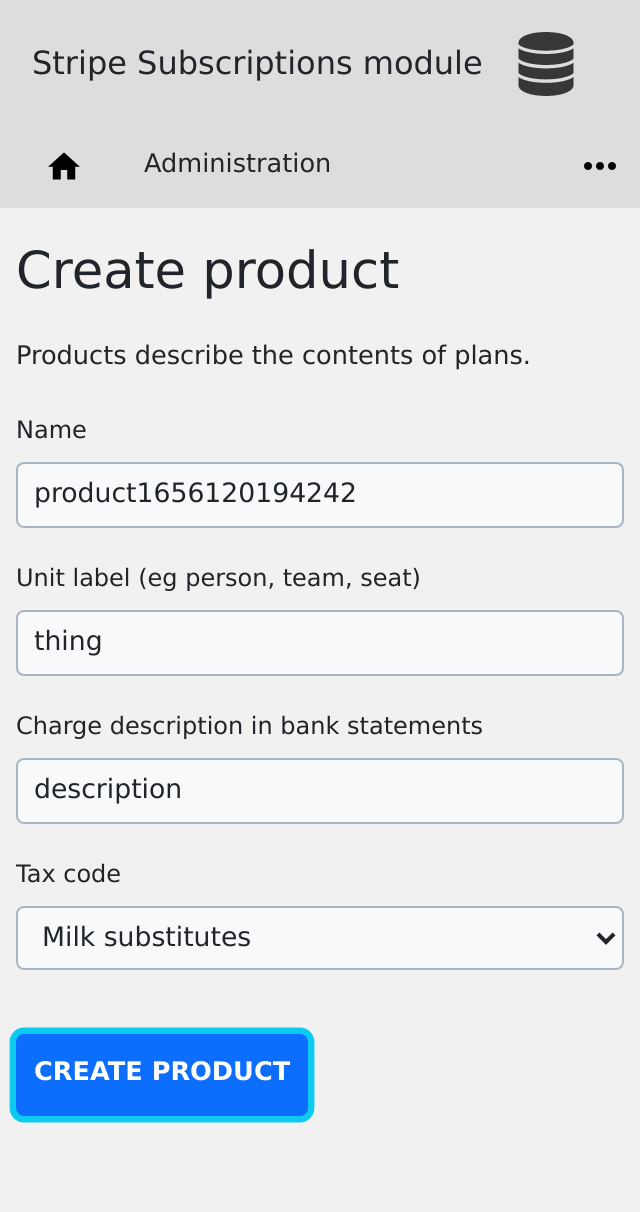 Stripe Subscriptions module
Administration
Create product
Products describe the contents of plans.
Name
product1656120194242
Unit label (eg person, team, seat)
thing
Charge description in bank statements
description
Tax code
Milk substitutes
CREATE PRODUCT